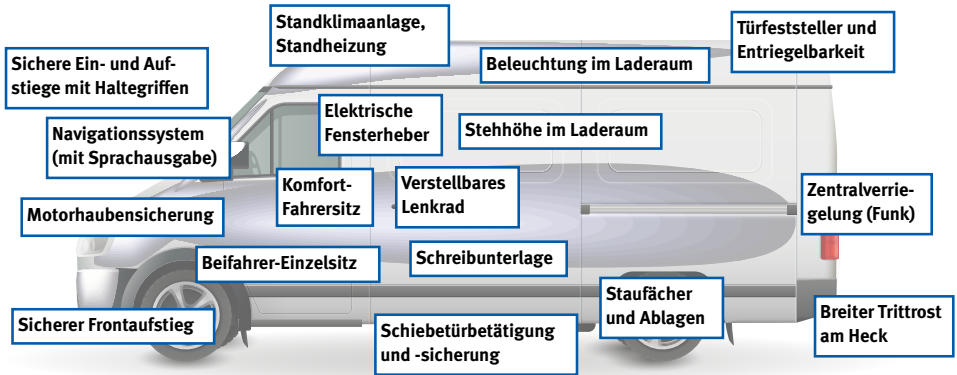 Standklimaanlage,
Standheizung
Türfeststeller und
Entriegelbarkeit
Sichere Ein- und Auf-
stiege mit Haltegriffen
Beleuchtung im Laderaum
Elektrische
Fensterheber
Stehhöhe im Laderaum
Navigationssystem
(mit Sprachausgabe)
Komfort-
Fahrersitz
Verstellbares
Lenkrad
Zentralverrie-
gelung (Funk)
Motorhaubensicherung
Beifahrer-Einzelsitz
Schreibunterlage
Staufächer
und Ablagen
Sicherer Frontaufstieg
Schiebetürbetätigung
und -sicherung
Breiter Trittrost
am Heck